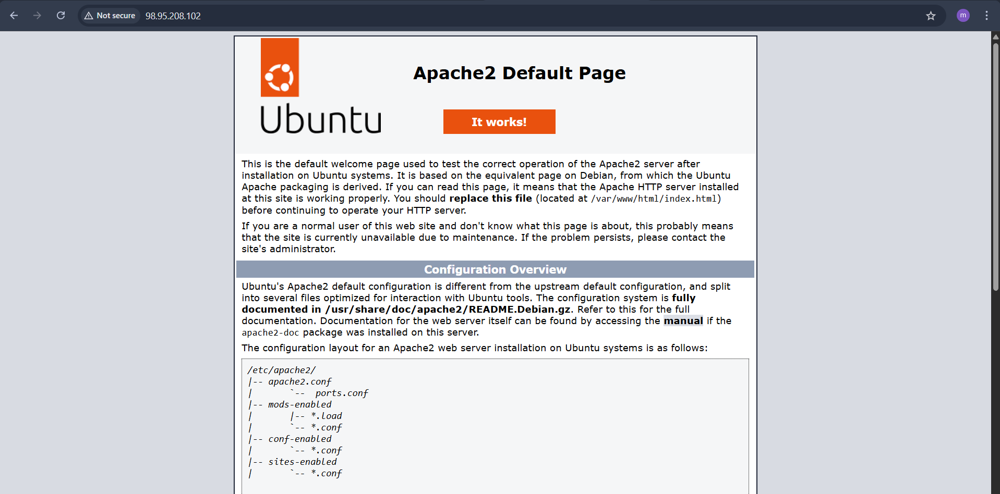 Not secure
98.95.208.102
m
Ubuntu
Apache2 Default Page
It works!
This is the default welcome page used to test the correct operation of the Apache2 server after
installation on Ubuntu systems. It is based on the equivalent page on Debian, from which the Ubuntu
Apache packaging is derived. If you can read this page, it means that the Apache HTTP server installed
at this site is working properly. You should replace this file (located at /var/www/html/index.html)
before continuing to operate your HTTP server.
If you are a normal user of this web site and don't know what this page is about, this probably means
that the site is currently unavailable due to maintenance. If the problem persists, please contact the
site's administrator.
Configuration Overview
Ubuntu's Apache2 default configuration is different from the upstream default configuration, and split
into several files optimized for interaction with Ubuntu tools. The configuration system is fully
documented in /usr/share/doc/apache2/README.Debian.gz. Refer to this for the full
documentation. Documentation for the web server itself can be found by accessing the manual if the
apache2-doc package was installed on this server.
The configuration layout for an Apache2 web server installation on Ubuntu systems is as follows:
/etc/apache2/
|-- apache2.conf
|       `--  ports.conf
|-- mods-enabled
|       |-- *.load
|       `-- *.conf
|-- conf-enabled
|       `-- *.conf
|-- sites-enabled
|       `-- *.conf